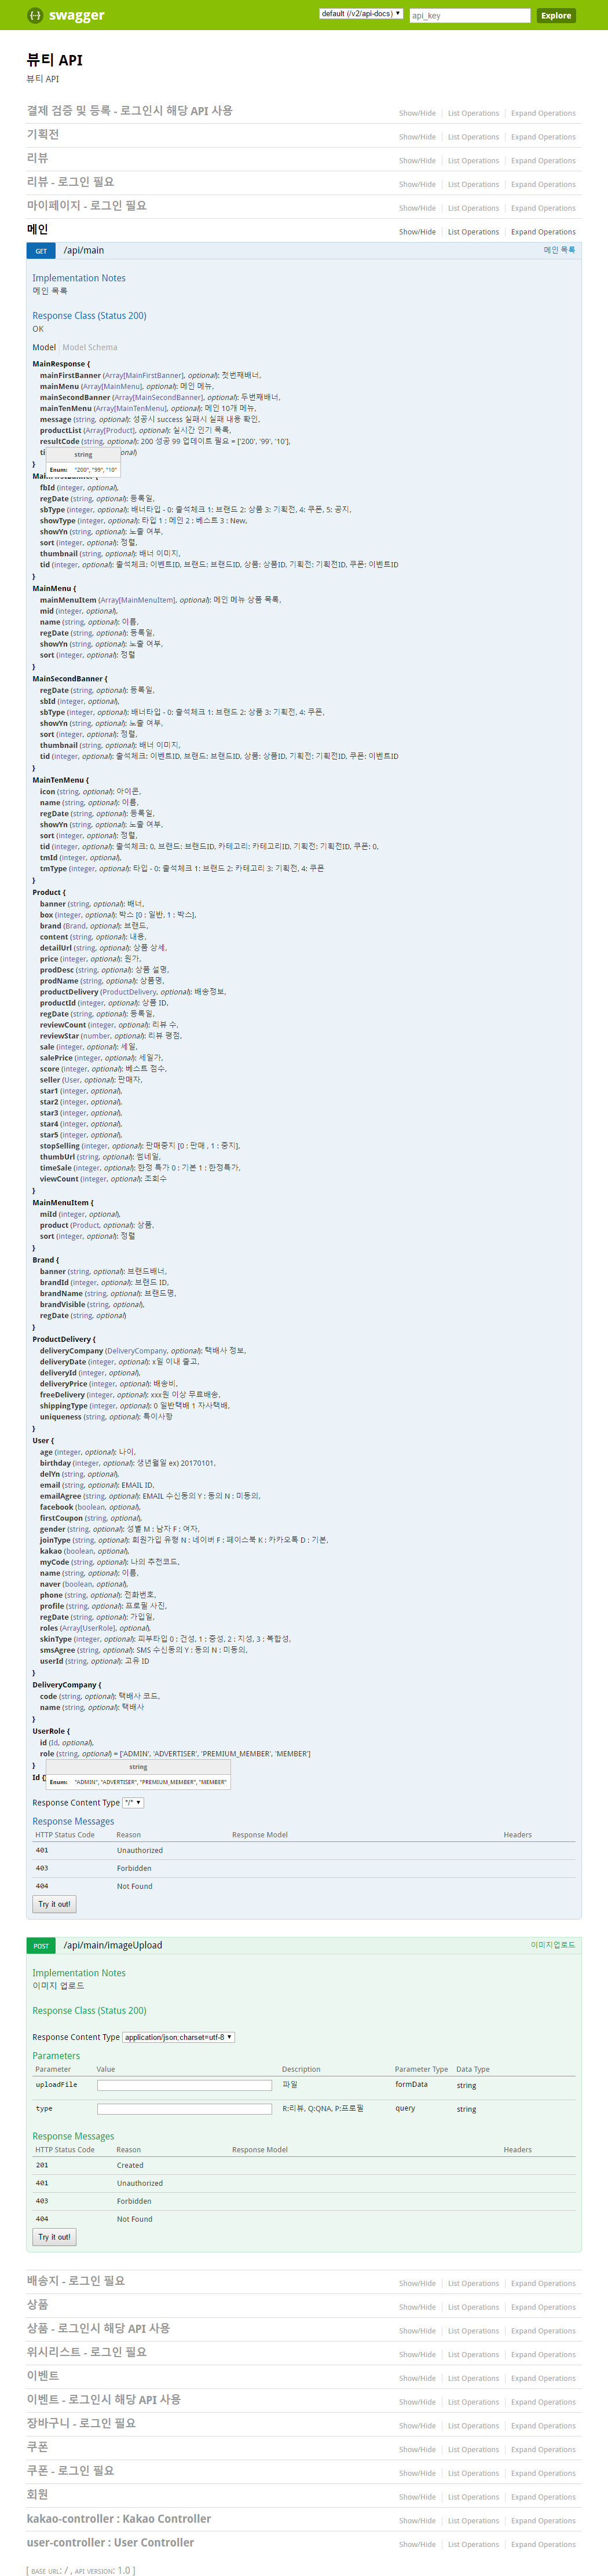 swagger
default (/v2/api-docs)
api_key
Explore
뷰티 API
뷰티 API
결제 검증 및 등록 - 로그인시 해당 API 사용 Show/Hide List Operations Expand Operations
기획전 Show/Hide List Operations Expand Operations
리뷰 Show/Hide List Operations Expand Operations
리뷰 - 로그인 필요 Show/Hide List Operations Expand Operations
마이페이지 - 로그인 필요 Show/Hide List Operations Expand Operations
메인 Show/Hide List Operations Expand Operations
GET /api/main 메인 목록
Implementation Notes
메인 목록
Response Class (Status 200)
OK
Model Model Schema
MainResponse {
mainFirstBanner (Array[MainFirstBanner], optional): 첫번째배너,
mainMenu (Array[MainMenu], optional): 메인 메뉴,
mainSecondBanner (Array[MainSecondBanner], optional): 두번째배너,
mainTenMenu (Array[MainTenMenu], optional): 메인 10개 메뉴,
message (string, optional): 성공시 success 실패시 실패 내용 확인,
productList (Array[Product], optional): 실시간 인기 목록,
resultCode (string, optional): 200 성공 99 업데이트 필요 = ['200', '99', '10'],
string
Enum: "200", "99", "10"
}
fbId (integer, optional),
regDate (string, optional): 등록일,
sbType (integer, optional): 배너타입 - 0: 출석체크 1: 브랜드 2: 상품 3: 기획전, 4: 쿠폰, 5: 공지,
showType (integer, optional): 타입 1 : 메인 2 : 베스트 3 : New,
showYn (string, optional): 노출 여부,
sort (integer, optional): 정렬,
thumbnail (string, optional): 배너 이미지,
tid (integer, optional): 출석체크: 이벤트ID, 브랜드: 브랜드ID, 상품: 상품ID, 기획전: 기획전ID, 쿠폰: 이벤트ID
}
MainMenu {
mainMenuItem (Array[MainMenuItem], optional): 메인 메뉴 상품 목록,
mid (integer, optional),
name (string, optional): 이름,
regDate (string, optional): 등록일,
showYn (string, optional): 노출 여부,
sort (integer, optional): 정렬
}
MainSecondBanner {
regDate (string, optional): 등록일,
sbId (integer, optional),
sbType (integer, optional): 배너타입 - 0: 출석체크 1: 브랜드 2: 상품 3: 기획전, 4: 쿠폰,
showYn (string, optional): 노출 여부,
sort (integer, optional): 정렬,
thumbnail (string, optional): 배너 이미지,
tid (integer, optional): 출석체크: 이벤트ID, 브랜드: 브랜드ID, 상품: 상품ID, 기획전: 기획전ID, 쿠폰: 이벤트ID
}
MainTenMenu {
icon (string, optional): 아이콘,
name (string, optional): 이름,
regDate (string, optional): 등록일,
showYn (string, optional): 노출 여부,
sort (integer, optional): 정렬,
tid (integer, optional): 출석체크: 0, 브랜드: 브랜드ID, 카테고리: 카테고리ID, 기획전: 기획전ID, 쿠폰: 0,
tmId (integer, optional),
tmType (integer, optional): 타입 - 0: 출석체크 1: 브랜드 2: 카테고리 3: 기획전, 4: 쿠폰
}
Product {
banner (string, optional): 배너,
box (integer, optional): 박스 [0 : 일반, 1 : 박스],
brand (Brand, optional): 브랜드,
content (string, optional): 내용,
detailUrl (string, optional): 상품 상세,
price (integer, optional): 원가,
prodDesc (string, optional): 상품 설명,
prodName (string, optional): 상품명,
productDelivery (ProductDelivery, optional): 배송정보,
productId (integer, optional): 상품 ID,
regDate (string, optional): 등록일,
reviewCount (integer, optional): 리뷰 수,
reviewStar (number, optional): 리뷰 평점,
sale (integer, optional): 세일,
salePrice (integer, optional): 세일가,
score (integer, optional): 베스트 점수,
seller (User, optional): 판매자,
star1 (integer, optional),
star2 (integer, optional),
star3 (integer, optional),
star4 (integer, optional),
star5 (integer, optional),
stopSelling (integer, optional): 판매중지 [0 : 판매 , 1 : 중지],
thumbUrl (string, optional): 썸네일,
timeSale (integer, optional): 한정 특가 0 : 기본 1 : 한정특가,
viewCount (integer, optional): 조회수
}
MainMenuItem {
miId (integer, optional),
product (Product, optional): 상품,
sort (integer, optional): 정렬
}
Brand {
banner (string, optional): 브랜드배너,
brandId (integer, optional): 브랜드 ID,
brandName (string, optional): 브랜드명,
brandVisible (string, optional),
regDate (string, optional)
}
ProductDelivery {
deliveryCompany (DeliveryCompany, optional): 택배사 정보,
deliveryDate (integer, optional): x일 이내 출고,
deliveryId (integer, optional),
deliveryPrice (integer, optional): 배송비,
freeDelivery (integer, optional): xxx원 이상 무료배송,
shippingType (integer, optional): 0 일반택배 1 자사택배,
uniqueness (string, optional): 특이사항
}
User {
age (integer, optional): 나이,
birthday (integer, optional): 생년월일 ex) 20170101,
delYn (string, optional),
email (string, optional): EMAIL ID,
emailAgree (string, optional): EMAIL 수신동의 Y : 동의 N : 미동의,
facebook (boolean, optional),
firstCoupon (string, optional),
gender (string, optional): 성별 M : 남자 F : 여자,
joinType (string, optional): 회원가입 유형 N : 네이버 F : 페이스북 K : 카카오톡 D : 기본,
kakao (boolean, optional),
myCode (string, optional): 나의 추천코드,
name (string, optional): 이름,
naver (boolean, optional),
phone (string, optional): 전화번호,
profile (string, optional): 프로필 사진,
regDate (string, optional): 가입일,
roles (Array[UserRole], optional),
skinType (integer, optional): 피부타입 0 : 건성, 1 : 중성, 2 : 지성, 3 : 복합성,
smsAgree (string, optional): SMS 수신동의 Y : 동의 N : 미동의,
userId (string, optional): 고유 ID
}
DeliveryCompany {
code (string, optional): 택배사 코드,
name (string, optional): 택배사
}
UserRole {
id (Id, optional),
role (string, optional) = ['ADMIN', 'ADVERTISER', 'PREMIUM_MEMBER', 'MEMBER']
}
string
Id {}
Enum: "ADMIN", "ADVERTISER", "PREMIUM_MEMBER", "MEMBER"
Response Content Type */*
Response Messages
HTTP Status Code Reason Response Model Headers
401 Unauthorized
403 Forbidden
404 Not Found
Try it out!
POST /api/main/imageUpload 이미지업로드
Implementation Notes
이미지 업로드
Response Class (Status 200)
Response Content Type application/json;charset=utf-8
Parameters
Parameter Value Description Parameter Type Data Type
uploadFile 파일 formData string
type R:리뷰, Q:QNA, P:프로필 query string
Response Messages
HTTP Status Code Reason Response Model Headers
201 Created
401 Unauthorized
403 Forbidden
404 Not Found
Try it out!
배송지 - 로그인 필요 Show/Hide List Operations Expand Operations
상품 Show/Hide List Operations Expand Operations
상품 - 로그인시 해당 API 사용 Show/Hide List Operations Expand Operations
위시리스트 - 로그인 필요 Show/Hide List Operations Expand Operations
이벤트 Show/Hide List Operations Expand Operations
이벤트 - 로그인시 해당 API 사용 Show/Hide List Operations Expand Operations
장바구니 - 로그인 필요 Show/Hide List Operations Expand Operations
쿠폰 Show/Hide List Operations Expand Operations
쿠폰 - 로그인 필요 Show/Hide List Operations Expand Operations
회원 Show/Hide List Operations Expand Operations
kakao-controller : Kakao Controller Show/Hide List Operations Expand Operations
user-controller : User Controller Show/Hide List Operations Expand Operations
[ BASE URL: / , API VERSION: 1.0 ]